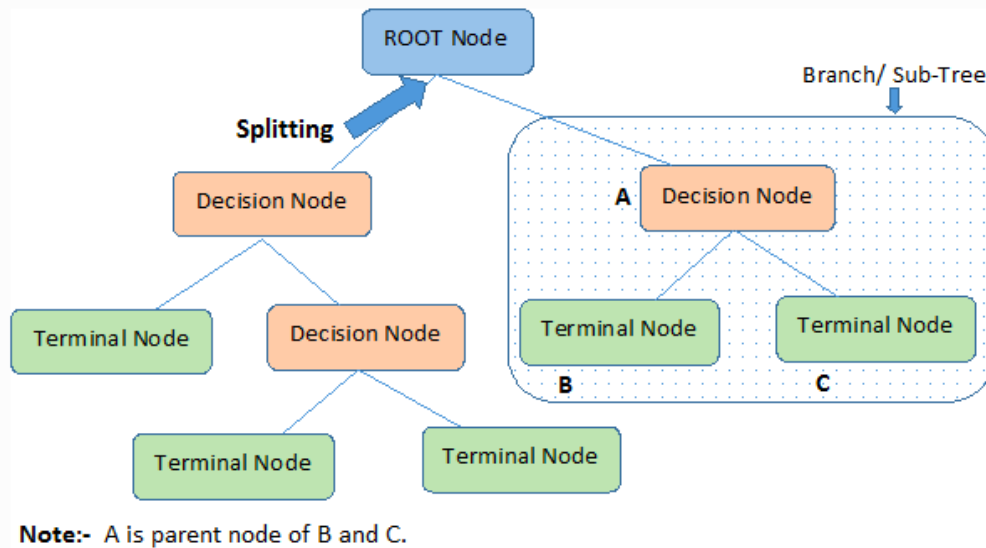 ROOT Node
Branch/ Sub-Tree
Splitting
Decision Node
A
Decision Node
Terminal Node
Decision Node
Terminal Node
Terminal Node
B
C
Terminal Node
Terminal Node
Note:- A is parent node of B and C.